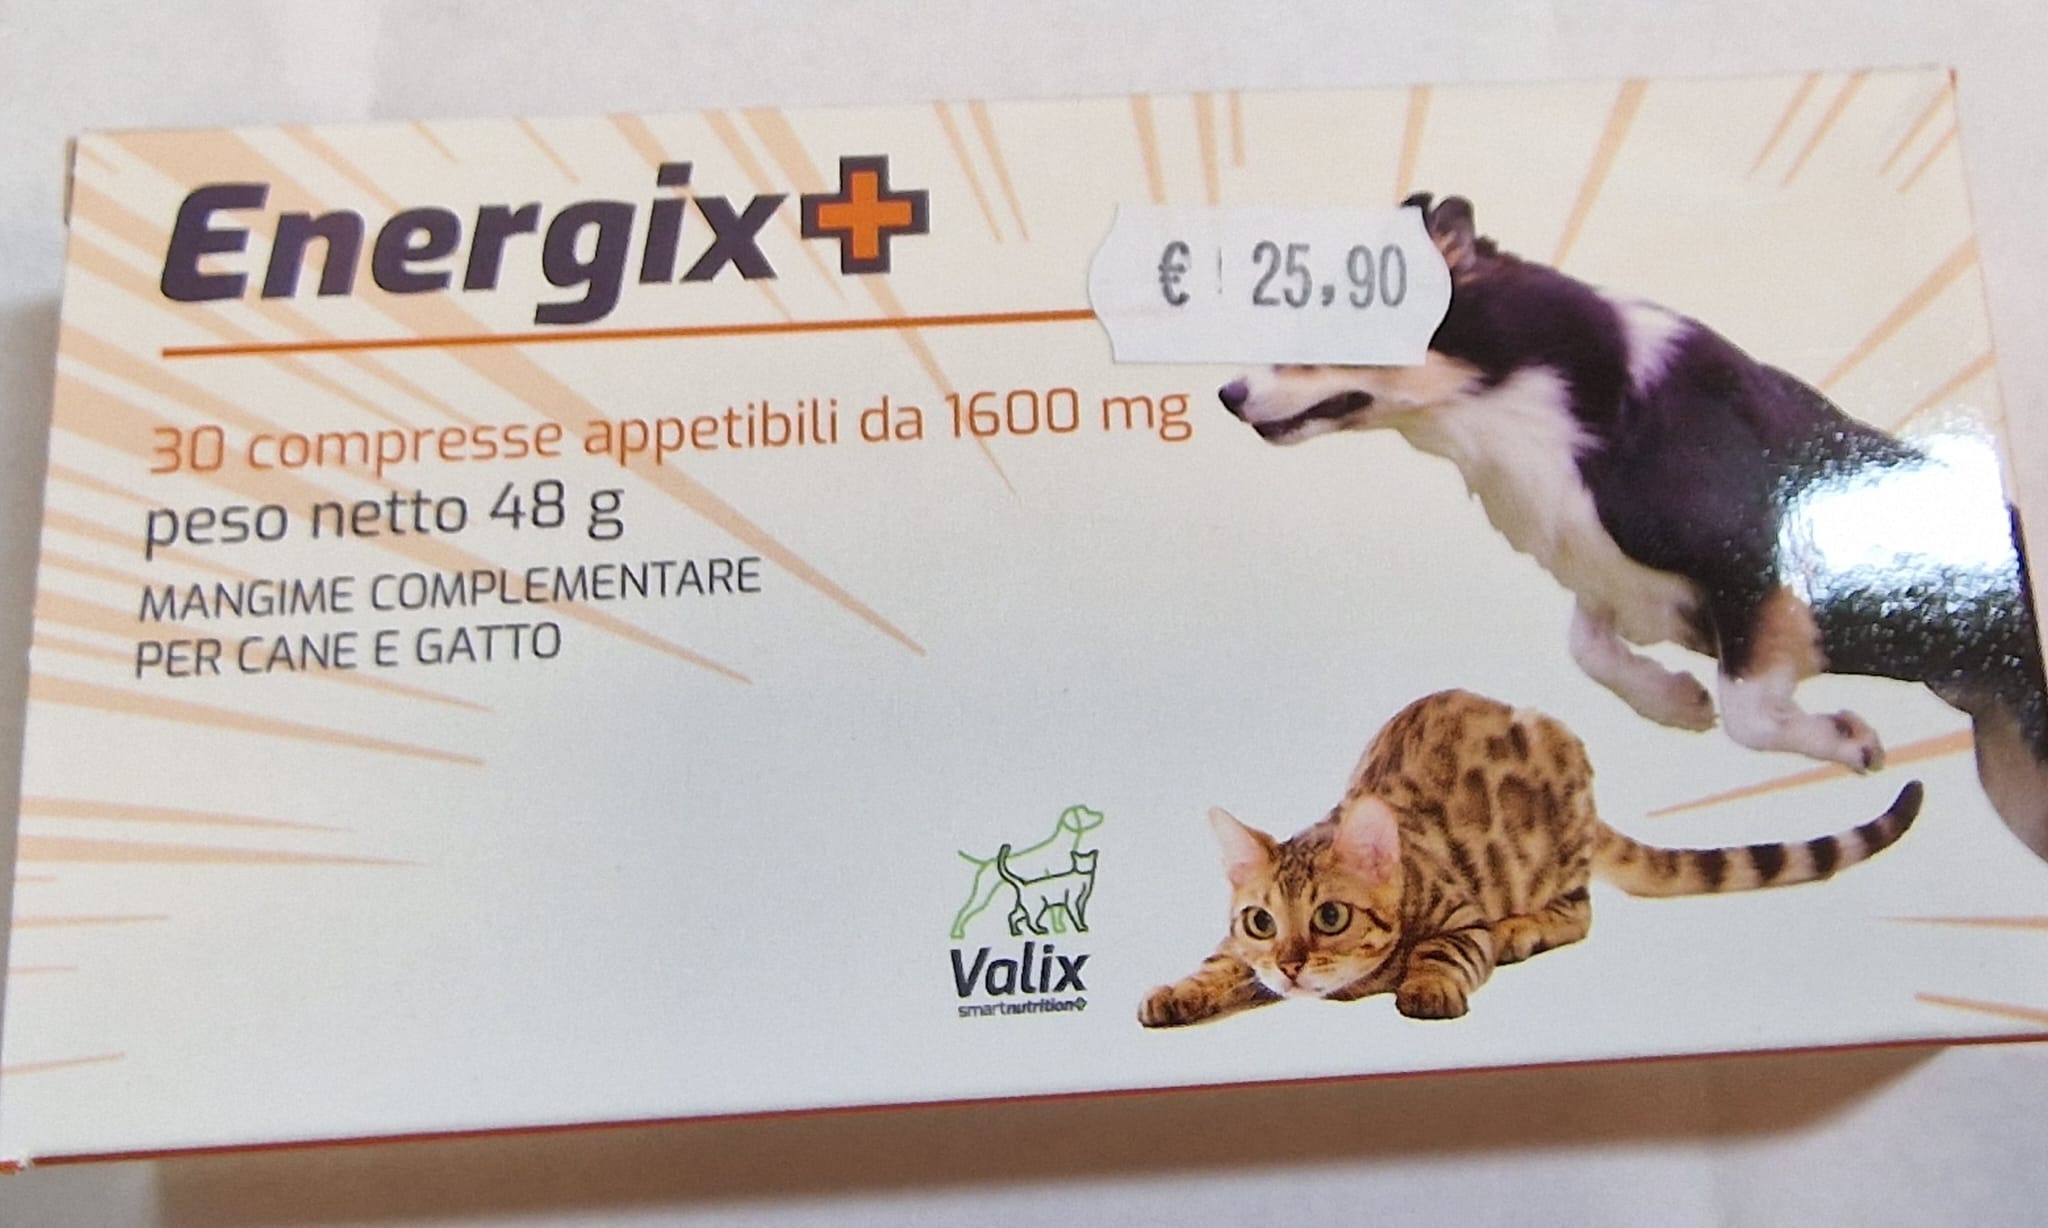 Energix+
€ 25,90
30 compresse appetibili da 1600 mg
peso netto 48 g
MANGIME COMPLEMENTARE
PER CANE E GATTO
Valix
smartnutrition+